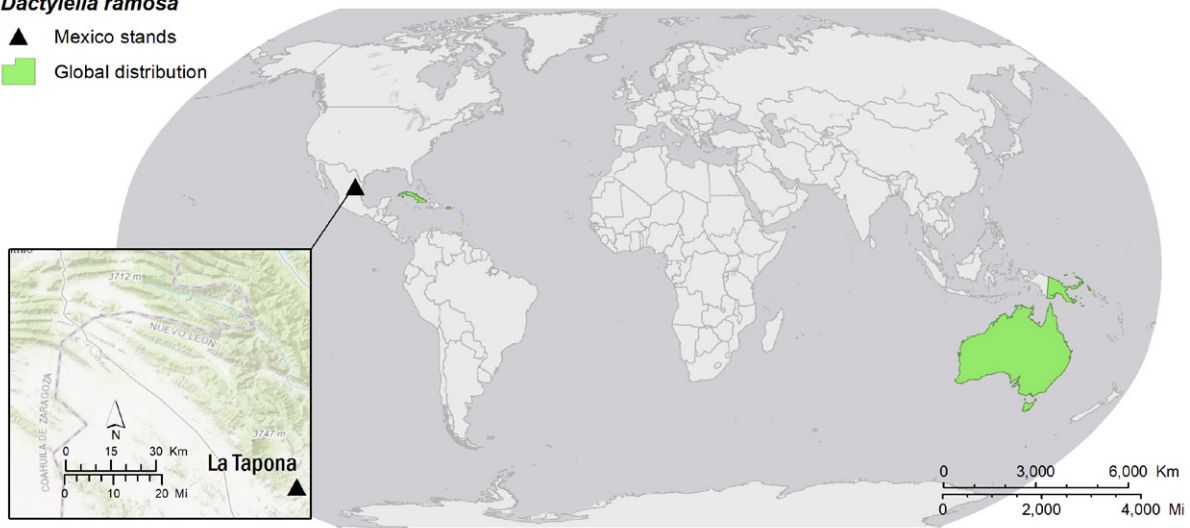 Dactylella ramosa
Mexico stands
Global distribution
3712 m
NUEVO LEÓN
COAHUILA DE ZARAGOZA
N
0 15 30 Km
0 10 20 Mi
3747 m
La Tapona
0 3,000 6,000 Km
0 2,000 4,000 Mi